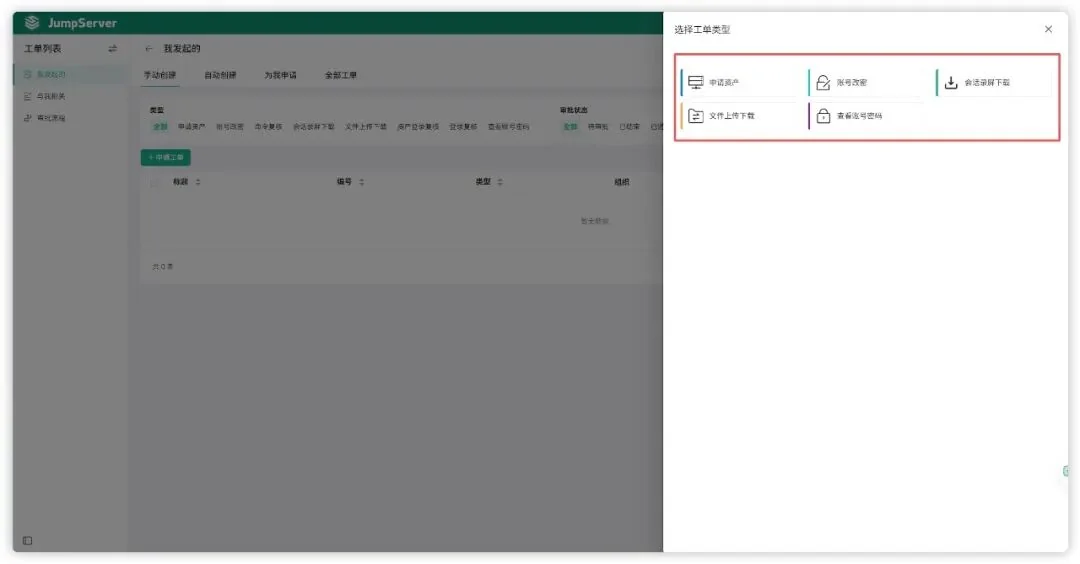 JumpServer
选择工单类型
工单列表
我发起的
我发起的
与我相关
审批流程
手动创建 自动创建 为我申请 全部工单
类型
全部 申请资产 账号改密 命令复核 会话录屏下载 文件上传下载 资产登录复核 登录复核 查看账号密码
审批状态
全部 待审批 已结束
+ 申请工单
标题 编号 类型 组织
暂无数据
共 0 条
申请资产 账号改密 会话录屏下载
文件上传下载 查看账号密码